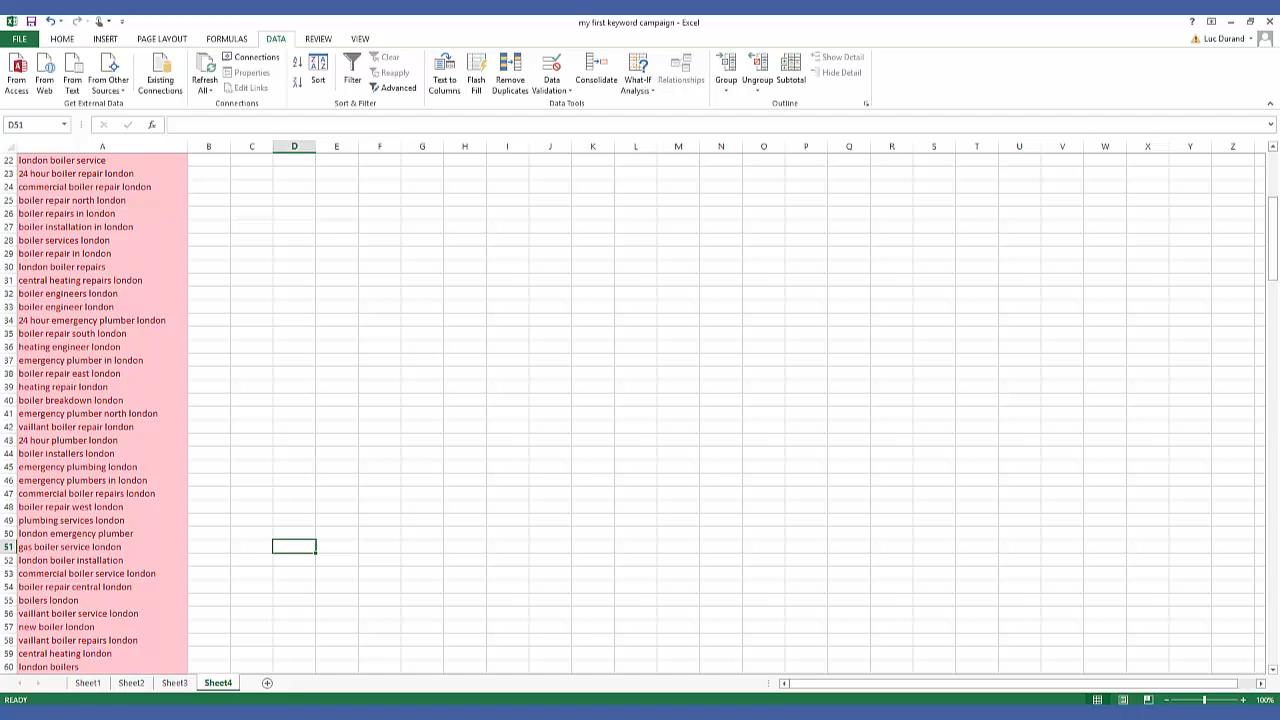 my first keyword campaign - Excel
?
FILE HOME INSERT PAGE LAYOUT FORMULAS DATA REVIEW VIEW
Luc Durand
From Access
From Web
From Text
From Other Sources
Existing Connections
Get External Data
Refresh All
Connections
Properties
Edit Links
Connections
Sort
Filter
Clear
Reapply
Advanced
Sort & Filter
Text to Columns
Flash Fill
Remove Duplicates
Data Validation
Consolidate
What-If Analysis
Relationships
Data Tools
Group
Ungroup
Subtotal
Show Detail
Hide Detail
Outline
D51
fx
A B C D E F G H I J K L M N O P Q R S T U V W X Y Z
22 london boiler service
23 24 hour boiler repair london
24 commercial boiler repair london
25 boiler repair north london
26 boiler repairs in london
27 boiler installation in london
28 boiler services london
29 boiler repair in london
30 london boiler repairs
31 central heating repairs london
32 boiler engineers london
33 boiler engineer london
34 24 hour emergency plumber london
35 boiler repair south london
36 heating engineer london
37 emergency plumber in london
38 boiler repair east london
39 heating repair london
40 boiler breakdown london
41 emergency plumber north london
42 vaillant boiler repair london
43 24 hour plumber london
44 boiler installers london
45 emergency plumbing london
46 emergency plumbers in london
47 commercial boiler repairs london
48 boiler repair west london
49 plumbing services london
50 london emergency plumber
51 gas boiler service london
52 london boiler installation
53 commercial boiler service london
54 boiler repair central london
55 boilers london
56 vaillant boiler service london
57 new boiler london
58 vaillant boiler repairs london
59 central heating london
60 london boilers
Sheet1 Sheet2 Sheet3 Sheet4
READY
100%